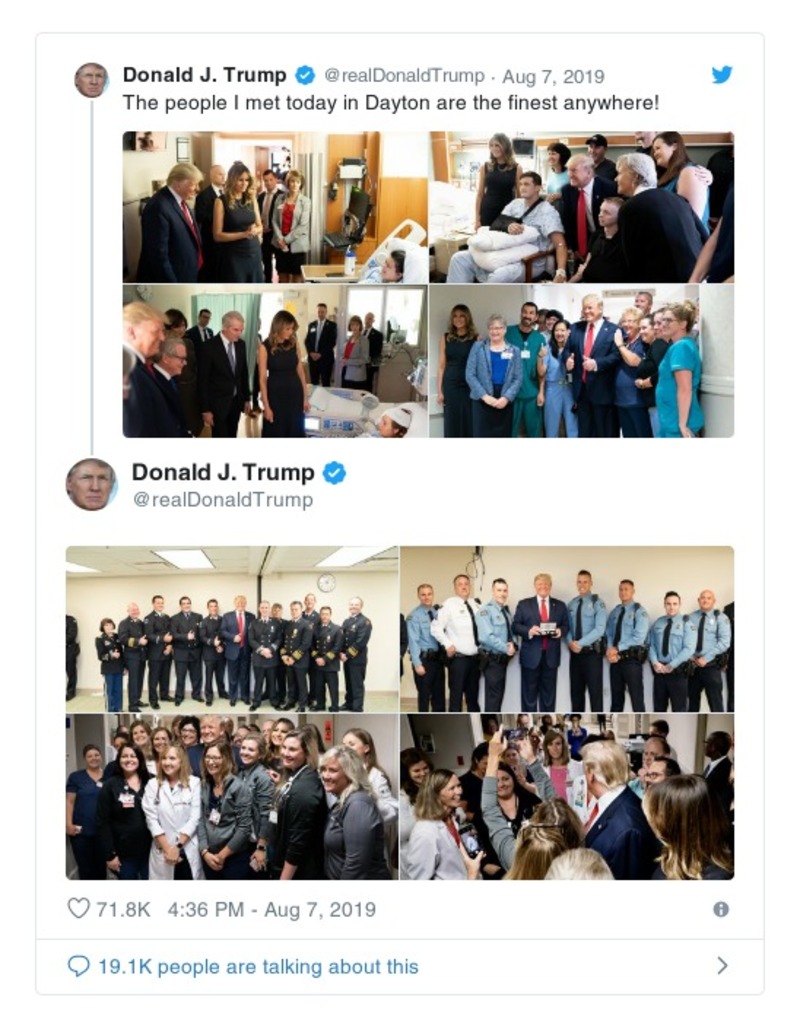 Donald J. Trump @realDonaldTrump · Aug 7, 2019
The people I met today in Dayton are the finest anywhere!
Donald J. Trump
@realDonaldTrump
71.8K 4:36 PM - Aug 7, 2019
19.1K people are talking about this